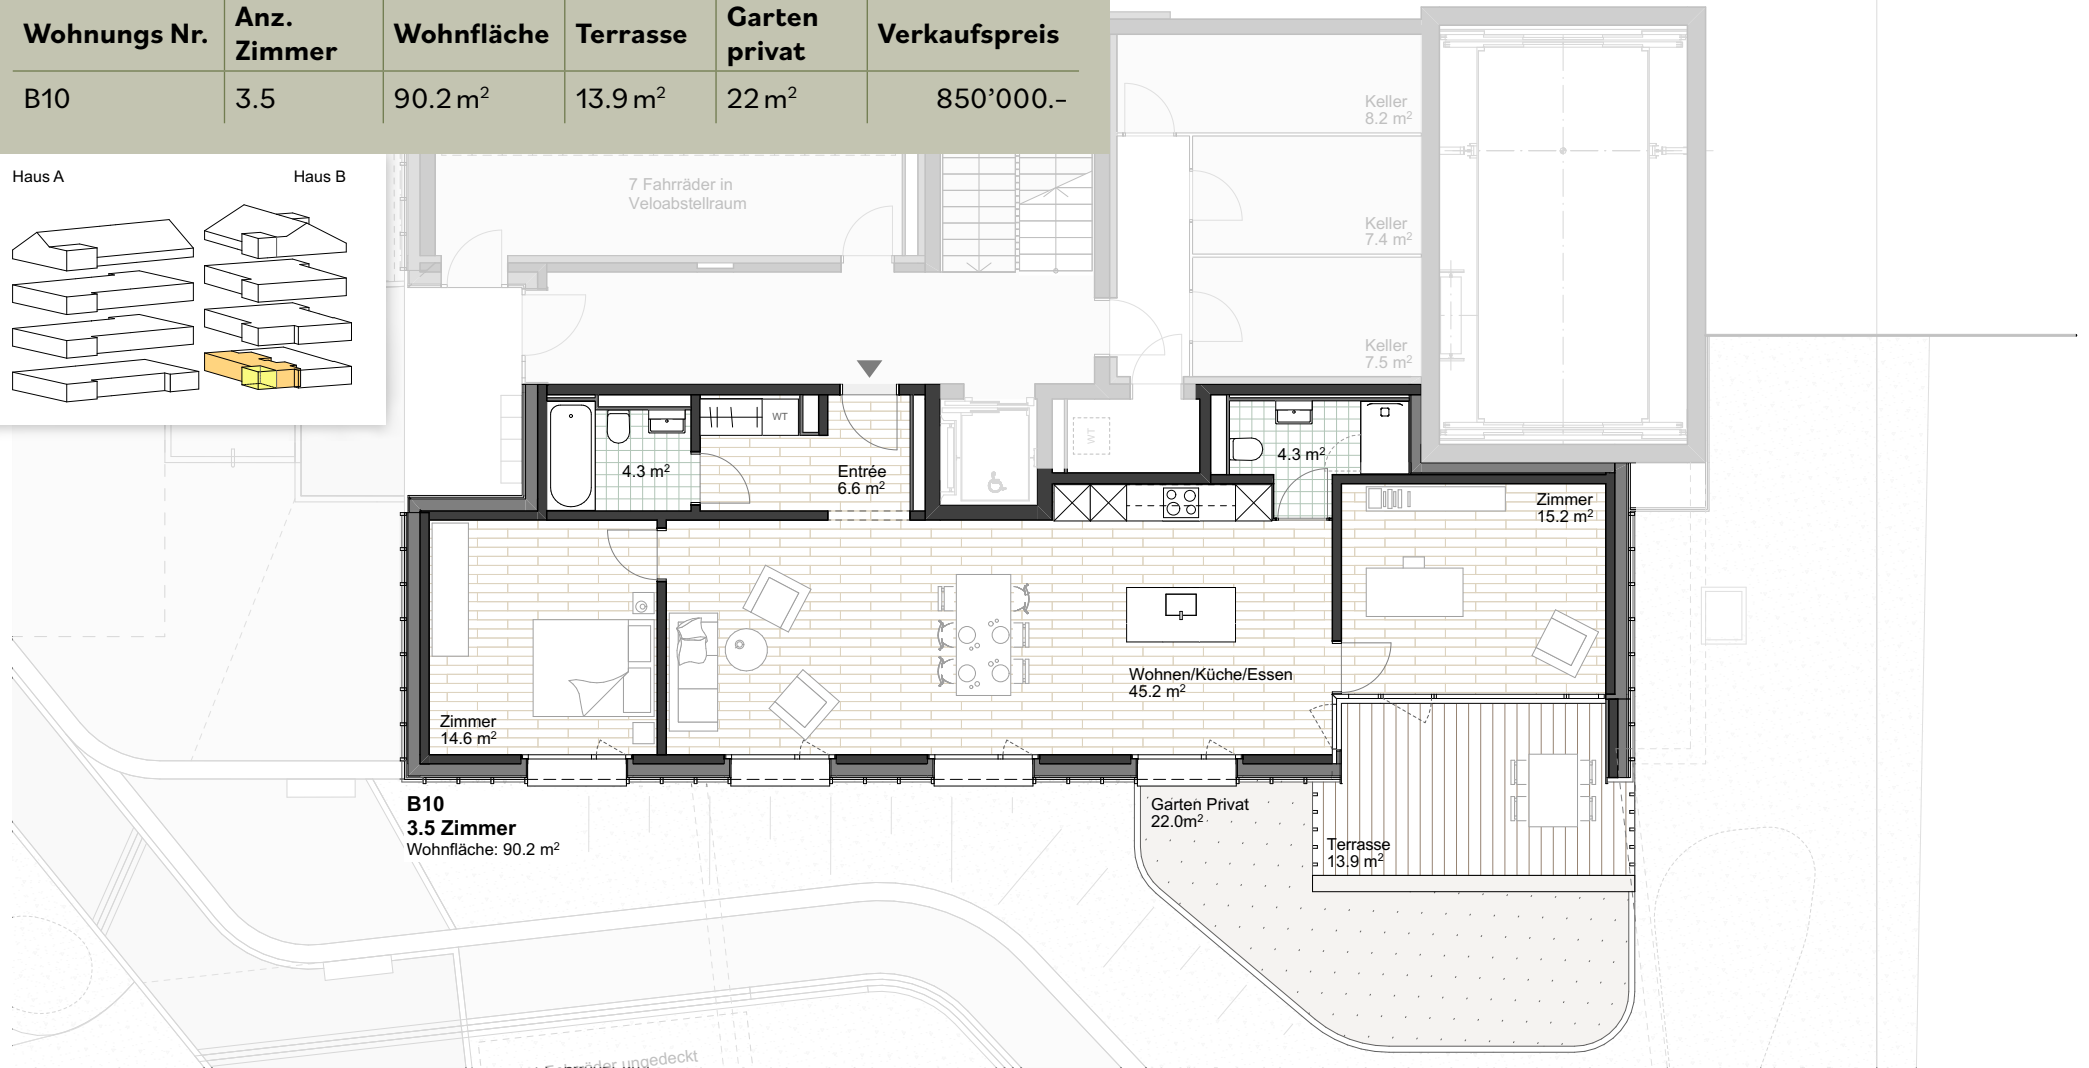 Wohnungs Nr.
Anz.
Zimmer
Wohnfläche
Terrasse
Garten
privat
Verkaufspreis
B10
3.5
90.2 m²
13.9 m²
22 m²
850’000.-
Haus A
Haus B
7 Fahrräder in
Veloabstellraum
Keller
8.2 m²
Keller
7.4 m²
Keller
7.5 m²
WT
WT
4.3 m²
Entrée
6.6 m²
4.3 m²
Zimmer
15.2 m²
Wohnen/Küche/Essen
45.2 m²
Zimmer
14.6 m²
B10
3.5 Zimmer
Wohnfläche: 90.2 m²
Garten Privat
22.0m²
Terrasse
13.9 m²
Fahrräder ungedeckt